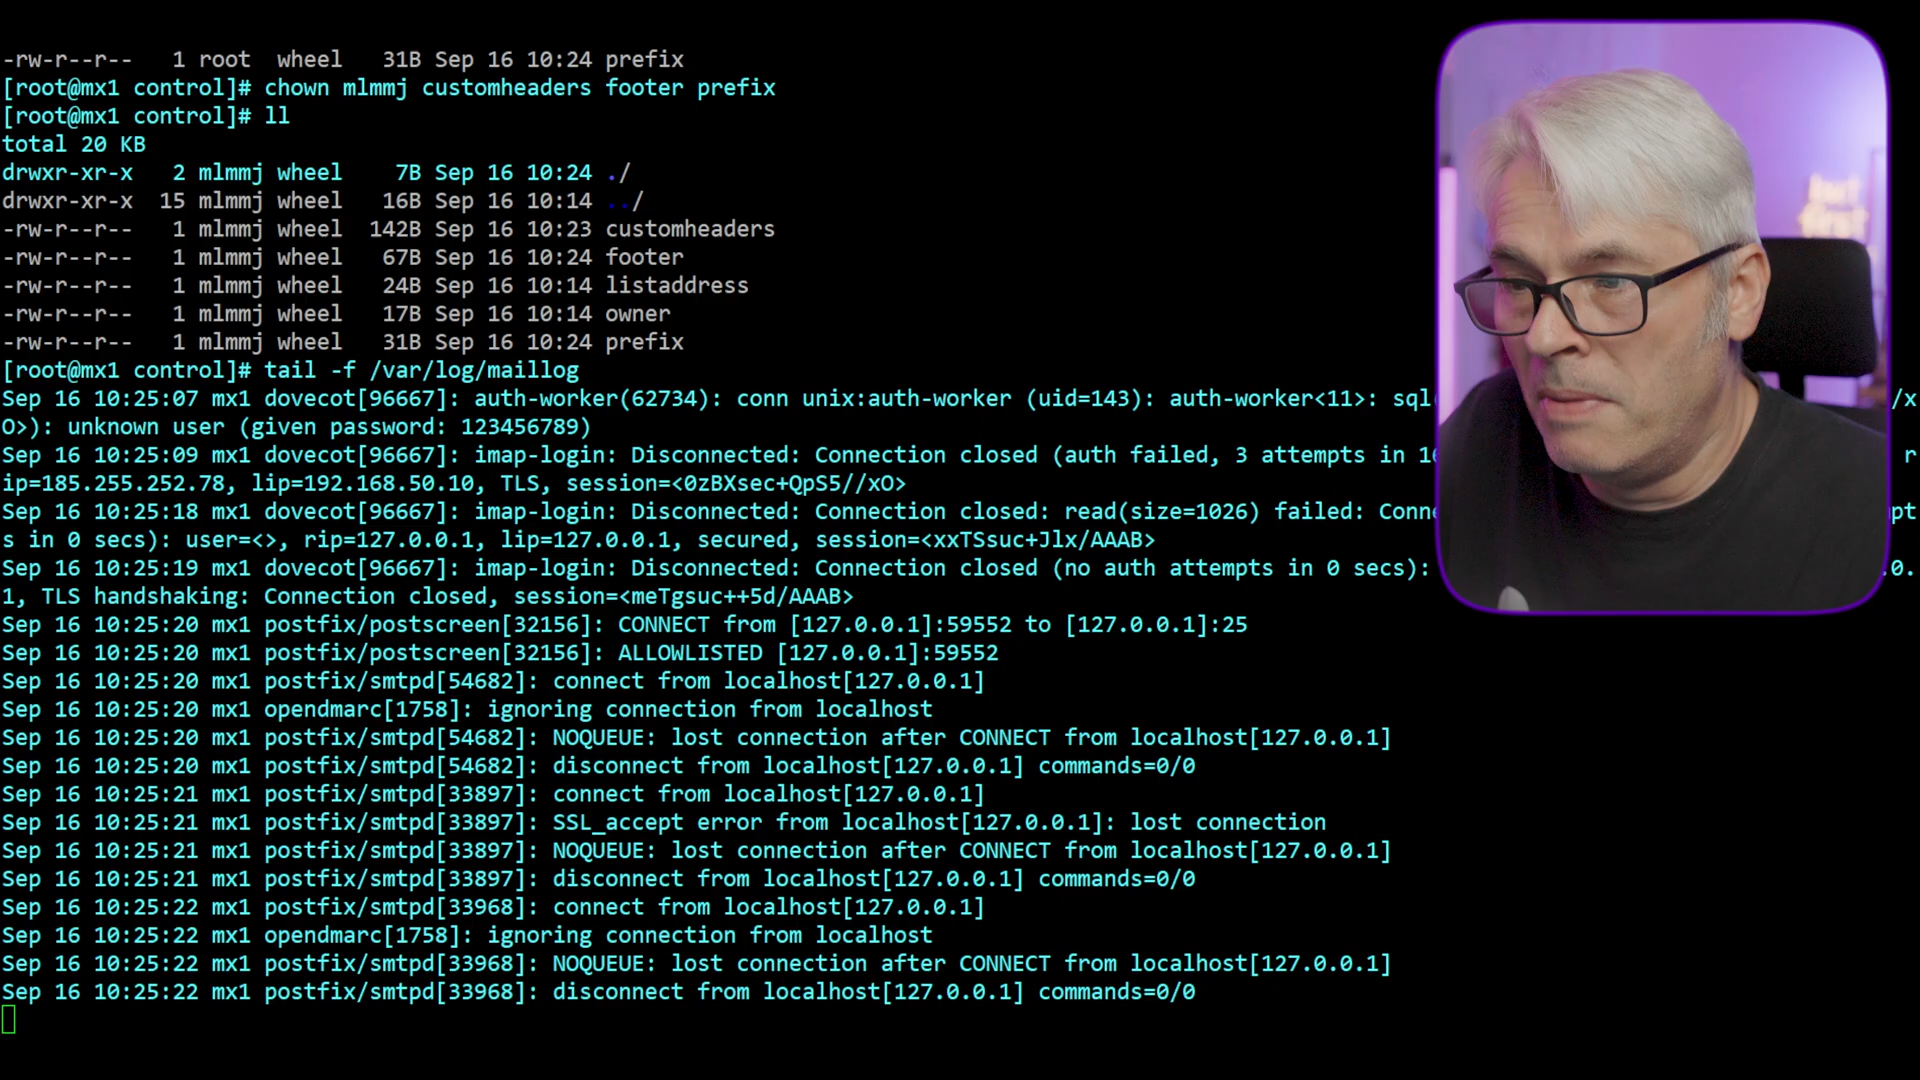 -rw-r--r--   1 root  wheel   31B Sep 16 10:24 prefix
[root@mx1 control]# chown mlmmj customheaders footer prefix
[root@mx1 control]# ll
total 20 KB
drwxr-xr-x   2 mlmmj wheel    7B Sep 16 10:24 ./
drwxr-xr-x  15 mlmmj wheel   16B Sep 16 10:14 ../
-rw-r--r--   1 mlmmj wheel  142B Sep 16 10:23 customheaders
-rw-r--r--   1 mlmmj wheel   67B Sep 16 10:24 footer
-rw-r--r--   1 mlmmj wheel   24B Sep 16 10:14 listaddress
-rw-r--r--   1 mlmmj wheel   17B Sep 16 10:14 owner
-rw-r--r--   1 mlmmj wheel   31B Sep 16 10:24 prefix
[root@mx1 control]# tail -f /var/log/maillog
Sep 16 10:25:07 mx1 dovecot[96667]: auth-worker(62734): conn unix:auth-worker (uid=143): auth-worker<11>: sql /x
O>): unknown user (given password: 123456789)
Sep 16 10:25:09 mx1 dovecot[96667]: imap-login: Disconnected: Connection closed (auth failed, 3 attempts in 1 r
ip=185.255.252.78, lip=192.168.50.10, TLS, session=<0zBXsec+QpS5//xO>
Sep 16 10:25:18 mx1 dovecot[96667]: imap-login: Disconnected: Connection closed: read(size=1026) failed: Conn pt
s in 0 secs): user=<>, rip=127.0.0.1, lip=127.0.0.1, secured, session=<xxTSsuc+Jlx/AAAB>
Sep 16 10:25:19 mx1 dovecot[96667]: imap-login: Disconnected: Connection closed (no auth attempts in 0 secs): .0.
1, TLS handshaking: Connection closed, session=<meTgsuc++5d/AAAB>
Sep 16 10:25:20 mx1 postfix/postscreen[32156]: CONNECT from [127.0.0.1]:59552 to [127.0.0.1]:25
Sep 16 10:25:20 mx1 postfix/postscreen[32156]: ALLOWLISTED [127.0.0.1]:59552
Sep 16 10:25:20 mx1 postfix/smtpd[54682]: connect from localhost[127.0.0.1]
Sep 16 10:25:20 mx1 opendmarc[1758]: ignoring connection from localhost
Sep 16 10:25:20 mx1 postfix/smtpd[54682]: NOQUEUE: lost connection after CONNECT from localhost[127.0.0.1]
Sep 16 10:25:20 mx1 postfix/smtpd[54682]: disconnect from localhost[127.0.0.1] commands=0/0
Sep 16 10:25:21 mx1 postfix/smtpd[33897]: connect from localhost[127.0.0.1]
Sep 16 10:25:21 mx1 postfix/smtpd[33897]: SSL_accept error from localhost[127.0.0.1]: lost connection
Sep 16 10:25:21 mx1 postfix/smtpd[33897]: NOQUEUE: lost connection after CONNECT from localhost[127.0.0.1]
Sep 16 10:25:21 mx1 postfix/smtpd[33897]: disconnect from localhost[127.0.0.1] commands=0/0
Sep 16 10:25:22 mx1 postfix/smtpd[33968]: connect from localhost[127.0.0.1]
Sep 16 10:25:22 mx1 opendmarc[1758]: ignoring connection from localhost
Sep 16 10:25:22 mx1 postfix/smtpd[33968]: NOQUEUE: lost connection after CONNECT from localhost[127.0.0.1]
Sep 16 10:25:22 mx1 postfix/smtpd[33968]: disconnect from localhost[127.0.0.1] commands=0/0